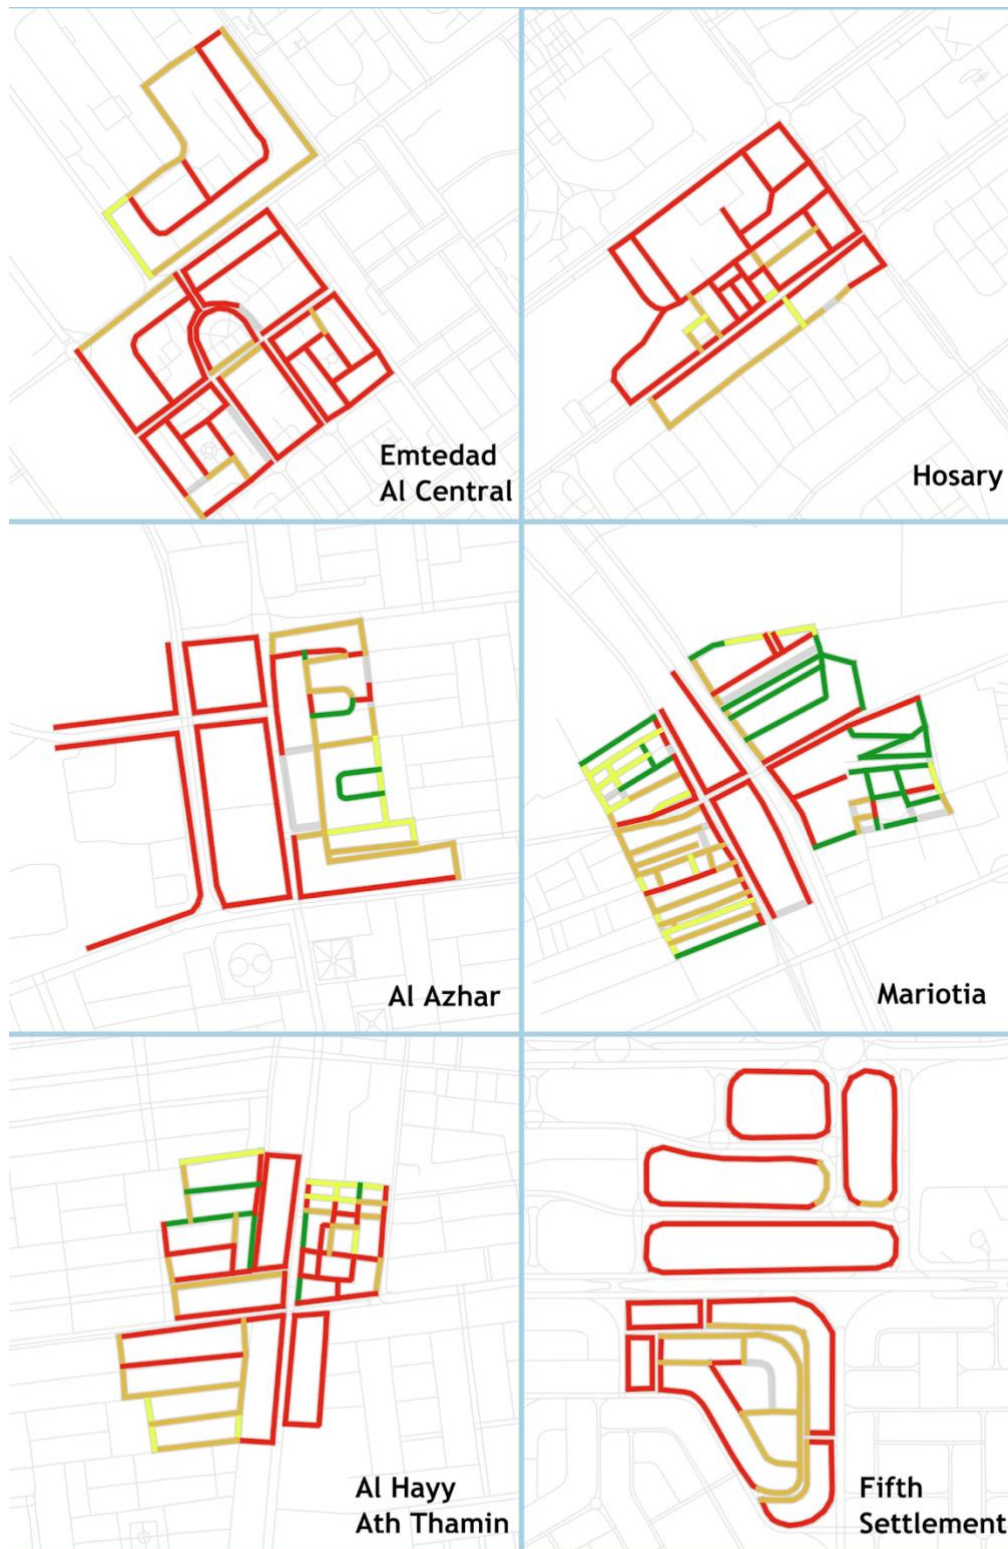 Emtedad
Al Central
Hosary
Al Azhar
Mariotia
Al Hayy
Ath Thamin
Fifth
Settlement